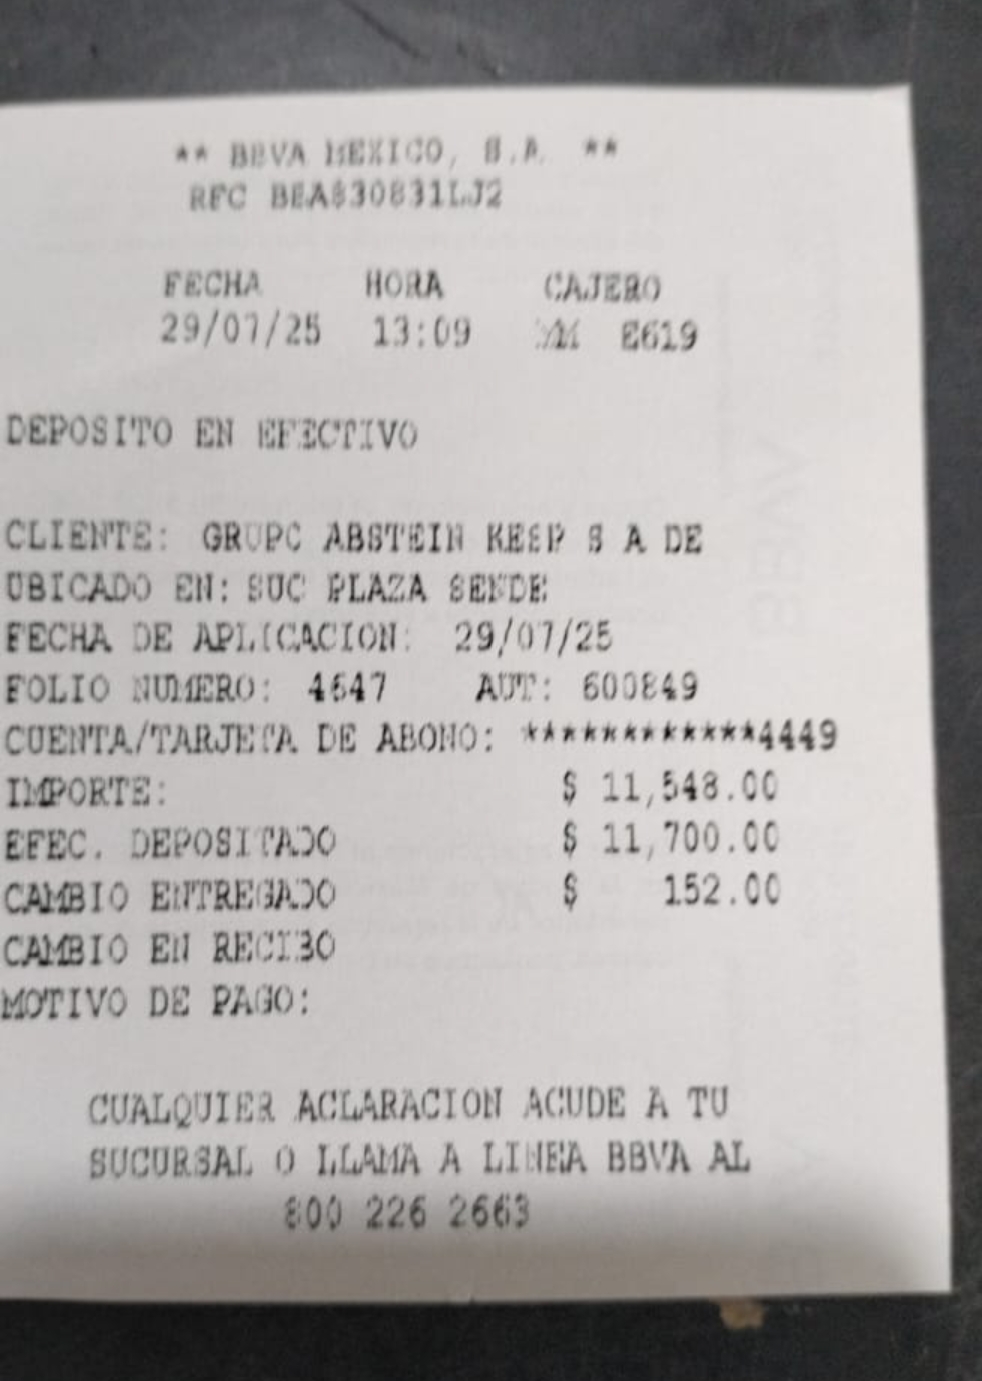 ** BBVA MEXICO, S.A. **
RFC BBA830831LJ2
FECHA HORA CAJERO
29/07/25 13:09 E619
DEPOSITO EN EFECTIVO
CLIENTE: GRUPO ABSTEIN S A DE
UBICADO EN: SUC PLAZA SENDE
FECHA DE APLICACION: 29/07/25
FOLIO NUMERO: 4647 AUT: 600849
CUENTA/TARJETA DE ABONO: ************4449
IMPORTE: $ 11,548.00
EFEC. DEPOSITADO $ 11,700.00
CAMBIO ENTREGADO $ 152.00
CAMBIO EN RECIBO
MOTIVO DE PAGO:
CUALQUIER ACLARACION ACUDE A TU
SUCURSAL O LLAMA A LINEA BBVA AL
800 226 2663